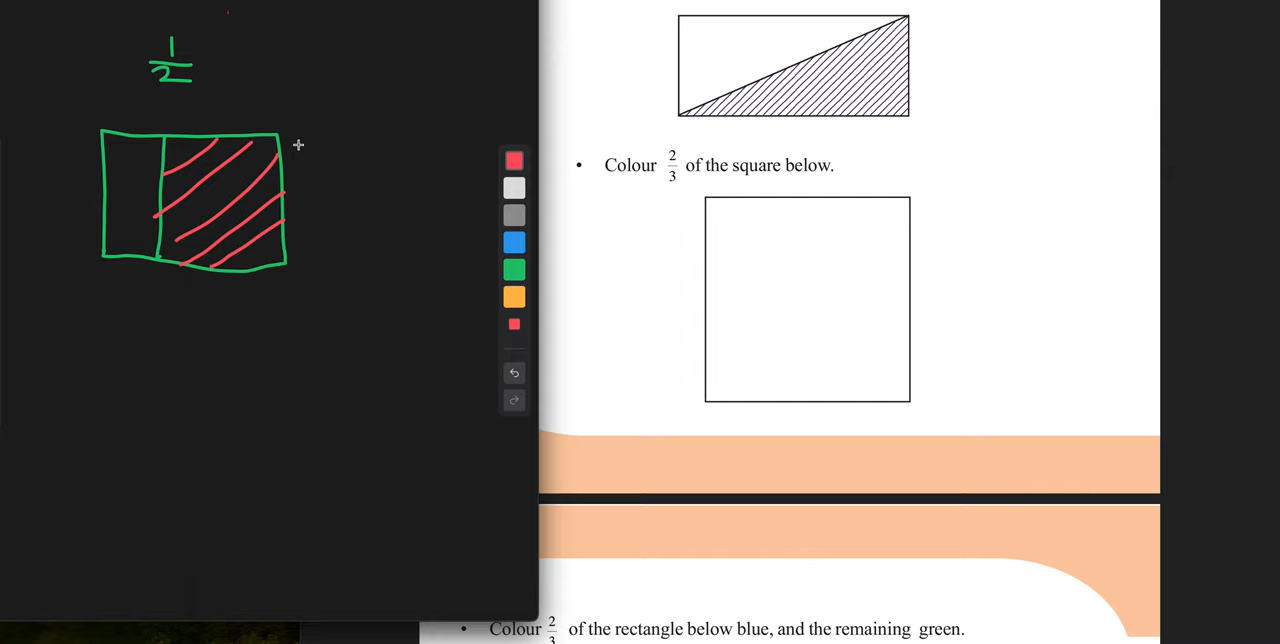 1
2
• Colour 2/3 of the square below.
• Colour 2/3 of the rectangle below blue, and the remaining green.